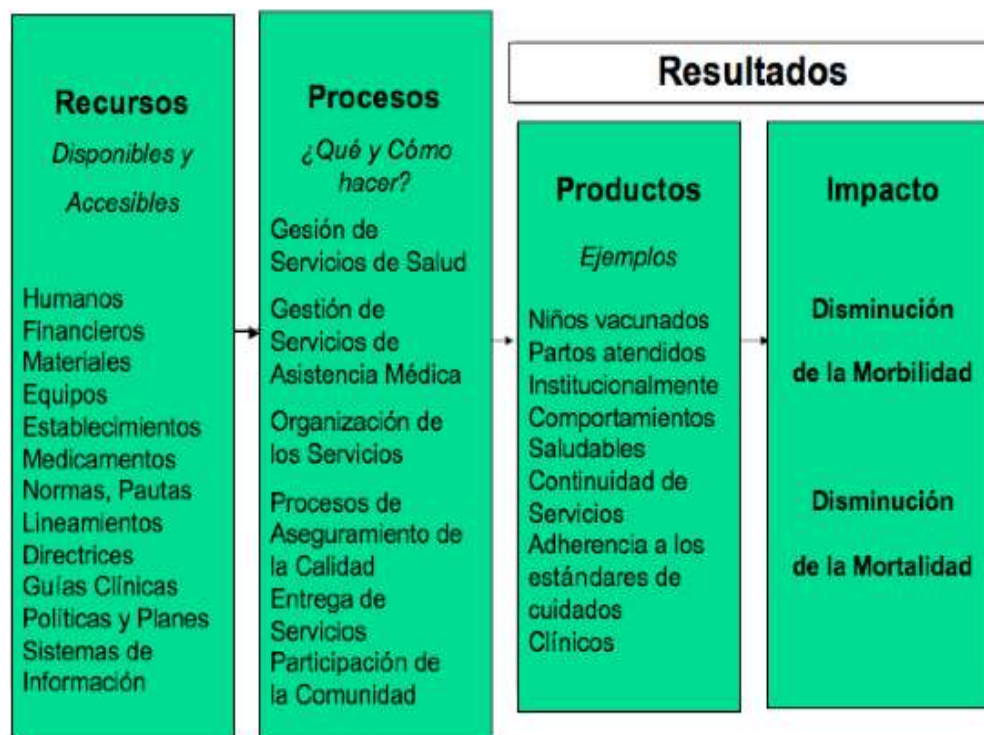 Recursos
Disponibles y
Accesibles
Humanos
Financieros
Materiales
Equipos
Establecimientos
Medicamentos
Normas, Pautas
Lineamientos
Directrices
Guías Clínicas
Políticas y Planes
Sistemas de
Información
Procesos
¿Qué y Cómo
hacer?
Gesión de
Servicios de Salud
Gestión de
Servicios de
Asistencia Médica
Organización de
los Servicios
Procesos de
Aseguramiento de
la Calidad
Entrega de
Servicios
Participación de
la Comunidad
Resultados
Productos
Ejemplos
Niños vacunados
Partos atendidos
Institucionalmente
Comportamientos
Saludables
Continuidad de
Servicios
Adherencia a los
estándares de
cuidados
Clínicos
Impacto
Disminución
de la Morbilidad
Disminución
de la Mortalidad